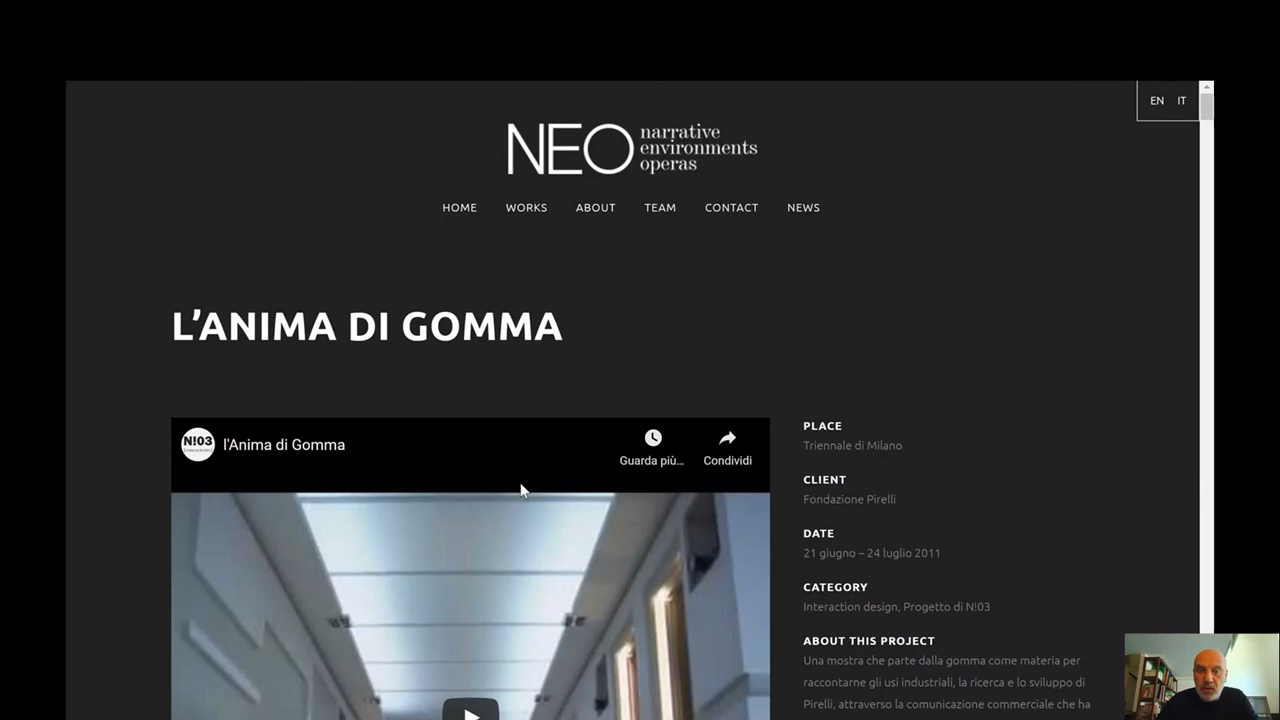 EN IT
NEO narrative
environments
operas
HOME WORKS ABOUT TEAM CONTACT NEWS
L’ANIMA DI GOMMA
N!03 l'Anima di Gomma
Guarda più... Condividi
PLACE
Triennale di Milano
CLIENT
Fondazione Pirelli
DATE
21 giugno – 24 luglio 2011
CATEGORY
Interaction design, Progetto di N!03
ABOUT THIS PROJECT
Una mostra che parte dalla gomma come materia per
raccontarne gli usi industriali, la ricerca e lo sviluppo di
Pirelli, attraverso la comunicazione commerciale che ha